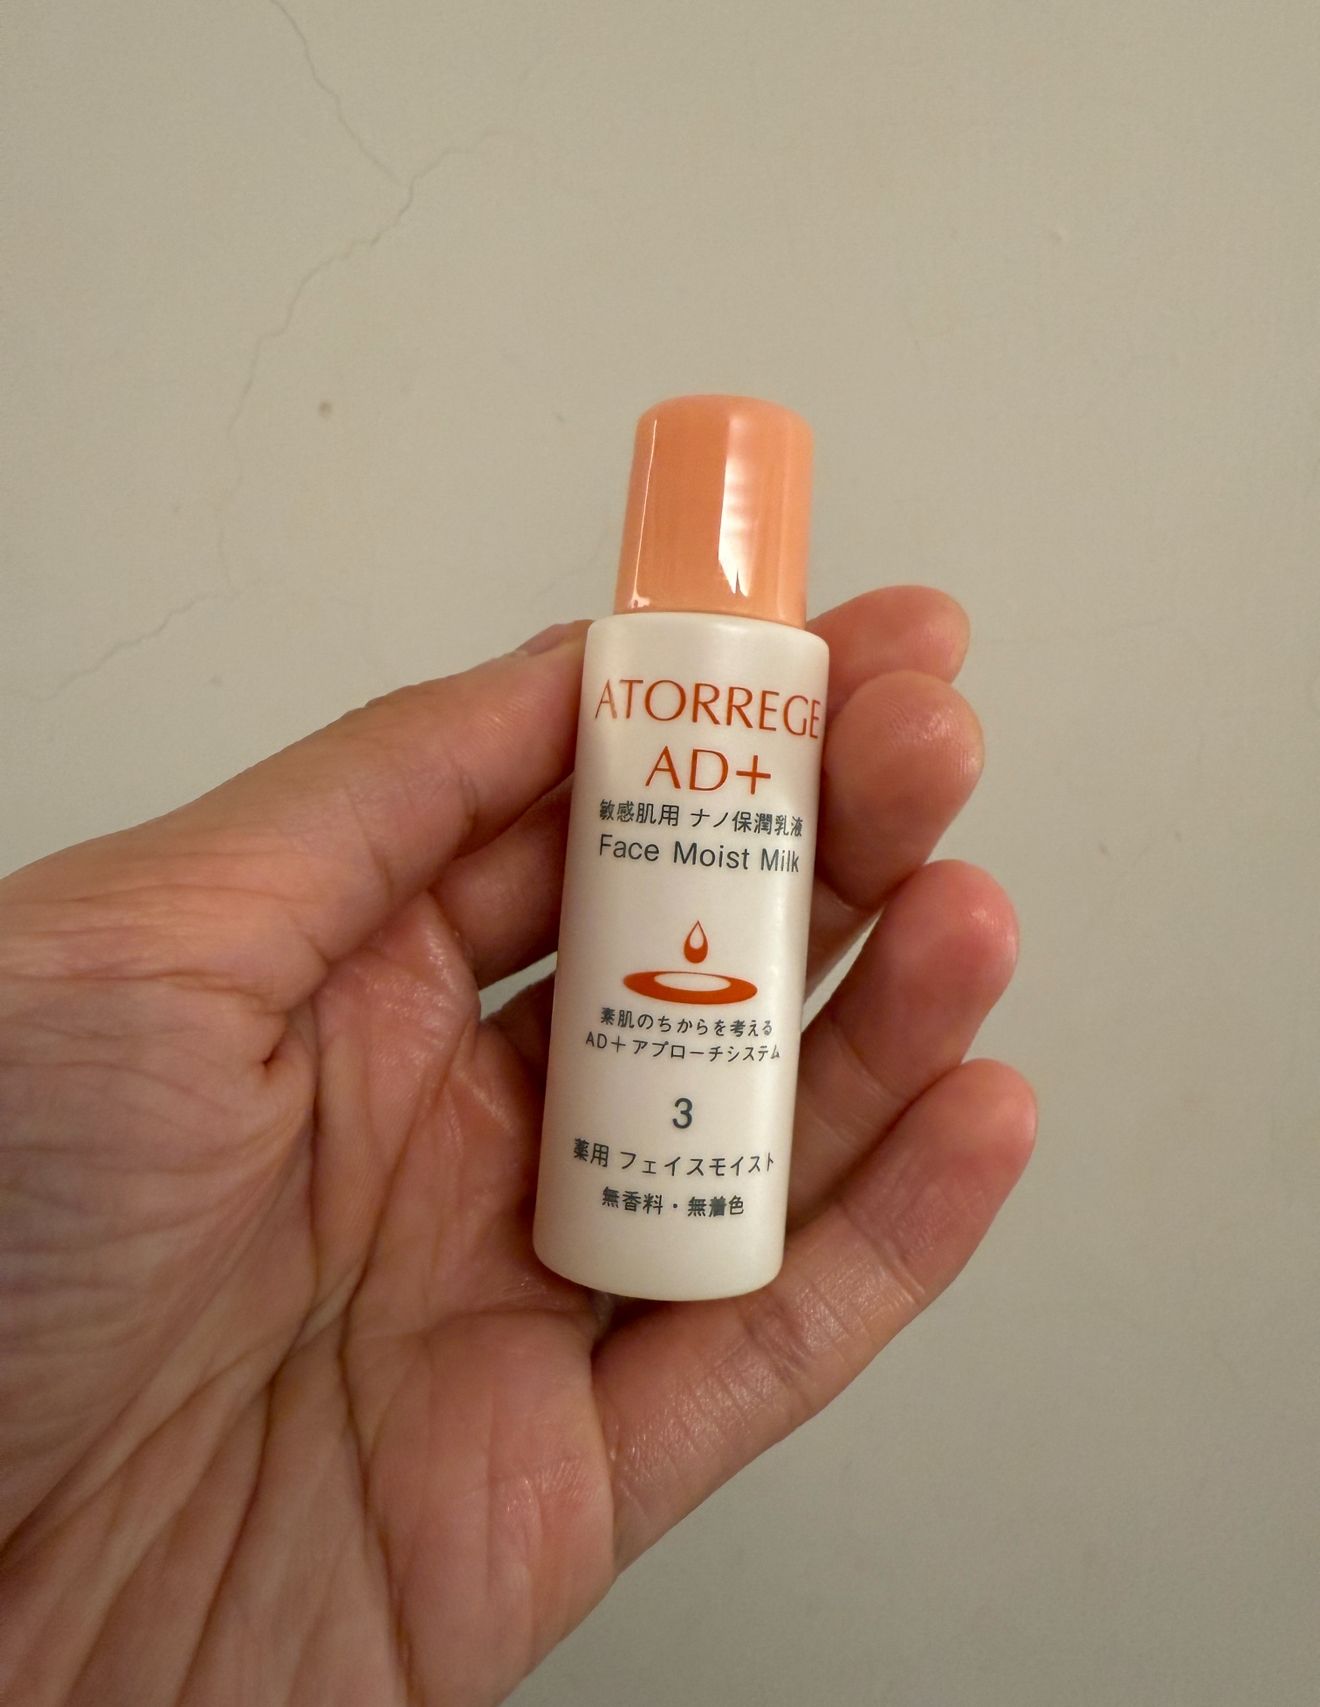 ATORREGE
AD+
敏感肌用 ナノ保潤乳液
Face Moist Milk
素肌のちからを考える
AD+アプローチシステム
3
薬用 フェイスモイスト
無香料・無着色